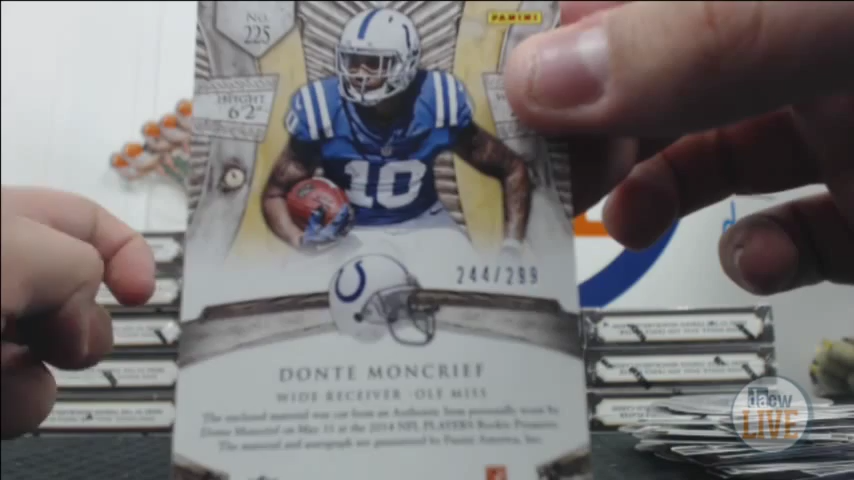 NO.
225
PANINI
HEIGHT
6'2"
10
10
244/299
DONTE MONCRIEF
WIDE RECEIVER - OLE MISS
The enclosed material was cut from an Authentic Item personally worn by
Donte Moncrief on May 31 at the 2014 NFL PLAYERS Rookie Premiere.
The material and autograph are guaranteed by Panini America, Inc.
LIVE